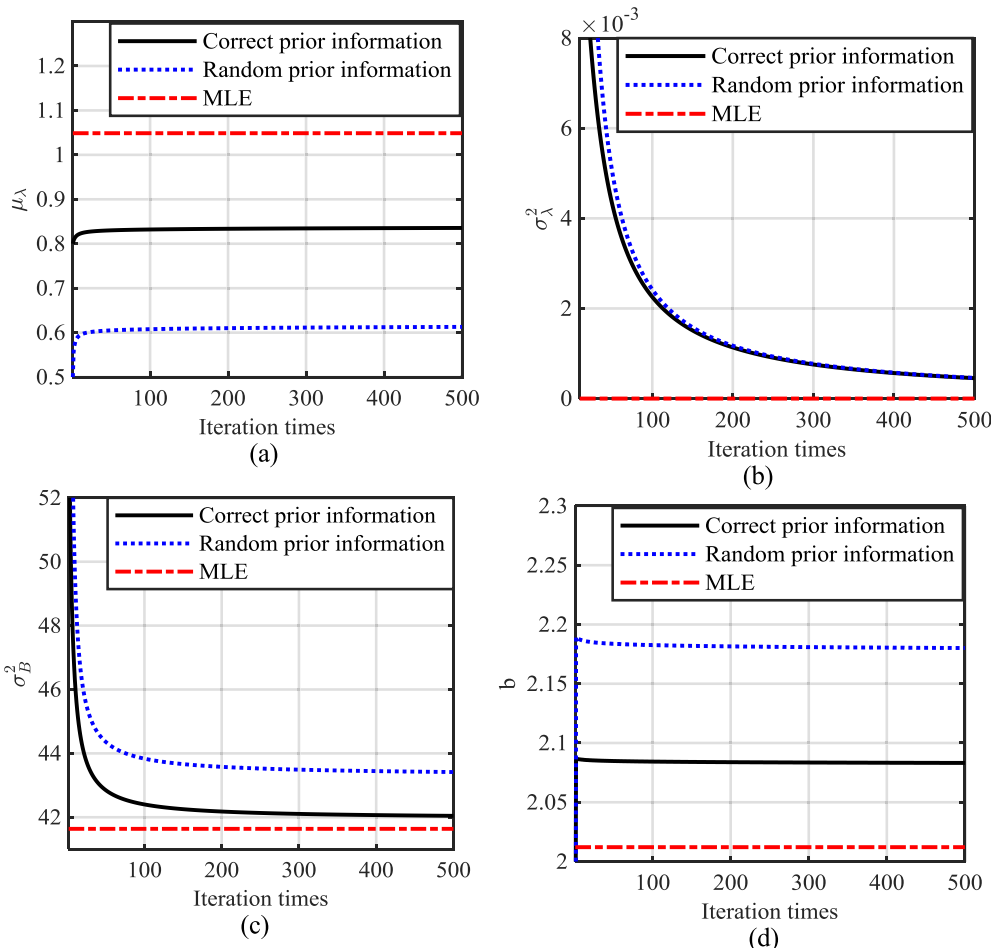 Correct prior information
Random prior information
MLE
1.2
1.1
1
0.9
0.8
0.7
0.6
0.5
μλ
100 200 300 400 500
Iteration times
(a)
×10⁻³
Correct prior information
Random prior information
MLE
8
6
4
2
0
σ²λ
100 200 300 400 500
Iteration times
(b)
Correct prior information
Random prior information
MLE
52
50
48
46
44
42
σ²B
100 200 300 400 500
Iteration times
(c)
Correct prior information
Random prior information
MLE
2.3
2.25
2.2
2.15
2.1
2.05
2
b
100 200 300 400 500
Iteration times
(d)